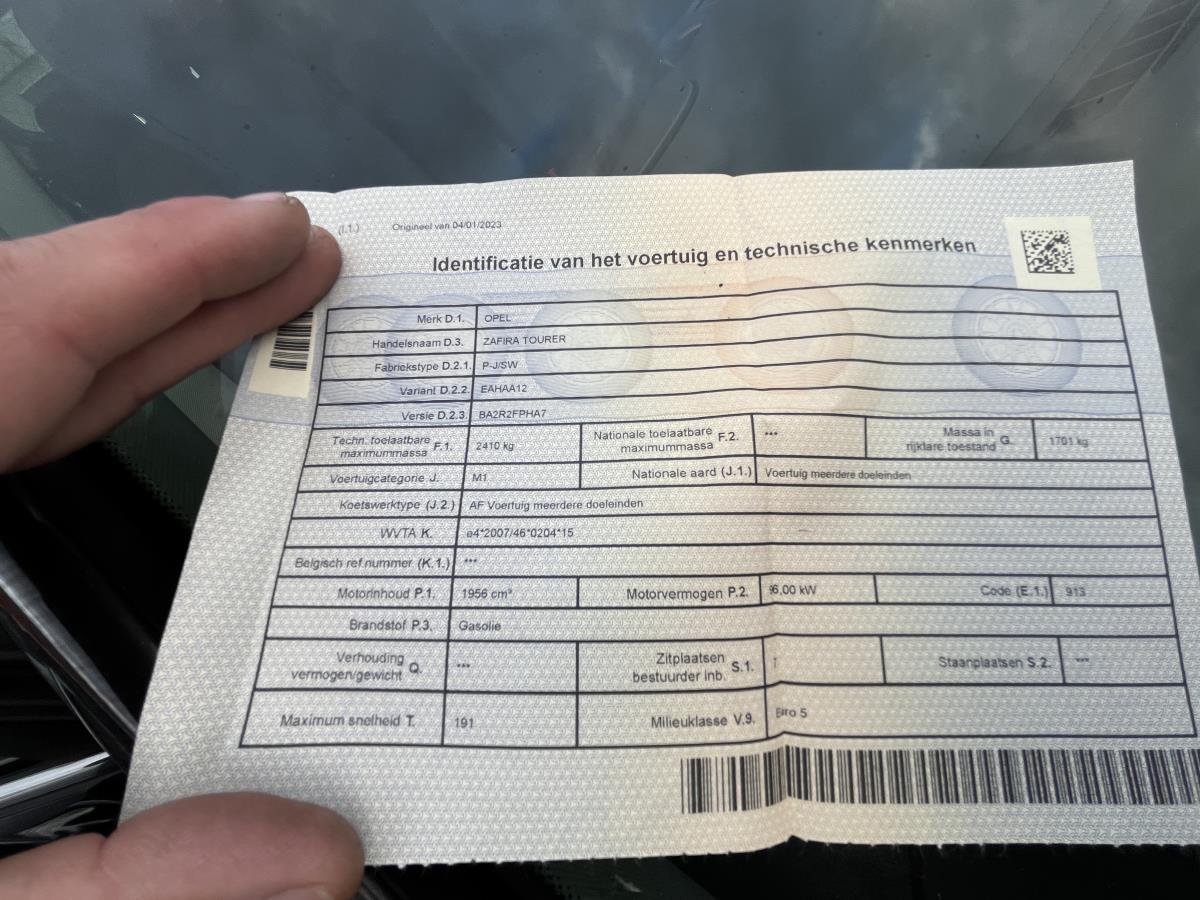 (I.1.) Origineel van 04/01/2023
Identificatie van het voertuig en technische kenmerken
Merk D.1. OPEL
Handelsnaam D.3. ZAFIRA TOURER
Fabriekstype D.2.1. P-J/SW
Variant D.2.2. EAHAA12
Versie D.2.3. BA2R2FPHA7
Techn. toelaatbare maximummassa F.1. 2410 kg Nationale toelaatbare maximummassa F.2. *** Massa in rijklare toestand G. 1701 kg
Voertuigcategorie J. M1 Nationale aard (J.1.) Voertuig meerdere doeleinden
Koetswerktype (J.2.) AF Voertuig meerdere doeleinden
WVTA K. e4*2007/46*0204*15
Belgisch ref.nummer (K.1.) ***
Motorinhoud P.1. 1956 cm³ Motorvermogen P.2. 96,00 kW Code (E.1.) 913
Brandstof P.3. Gasolie
Verhouding vermogen/gewicht Q. *** Zitplaatsen bestuurder inb. S.1. Staanplaatsen S.2. ***
Maximum snelheid T. 191 Milieuklasse V.9. Euro 5